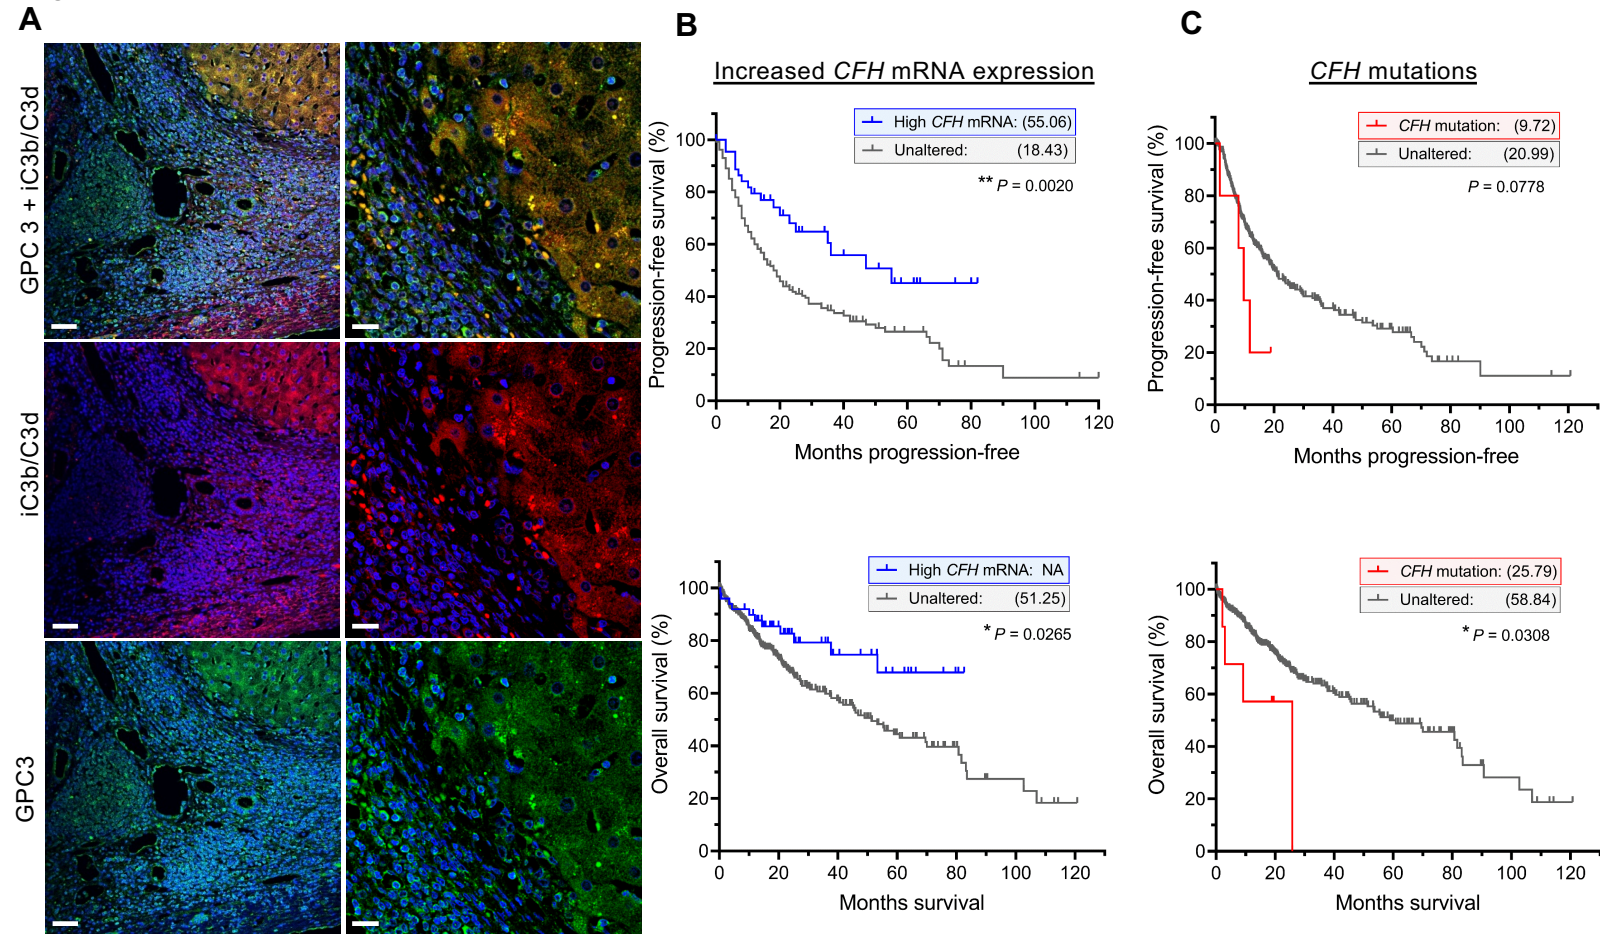 A
B
C
GPC 3 + iC3b/C3d
iC3b/C3d
GPC3
Increased CFH mRNA expression
Progression-free survival (%)
100
80
60
40
20
0
High CFH mRNA: (55.06)
Unaltered: (18.43)
** P = 0.0020
0 20 40 60 80 100 120
Months progression-free
CFH mutations
Progression-free survival (%)
100
80
60
40
20
0
CFH mutation: (9.72)
Unaltered: (20.99)
P = 0.0778
0 20 40 60 80 100 120
Months progression-free
Overall survival (%)
100
80
60
40
20
0
High CFH mRNA: NA
Unaltered: (51.25)
* P = 0.0265
0 20 40 60 80 100 120
Months survival
Overall survival (%)
100
80
60
40
20
0
CFH mutation: (25.79)
Unaltered: (58.84)
* P = 0.0308
0 20 40 60 80 100 120
Months survival